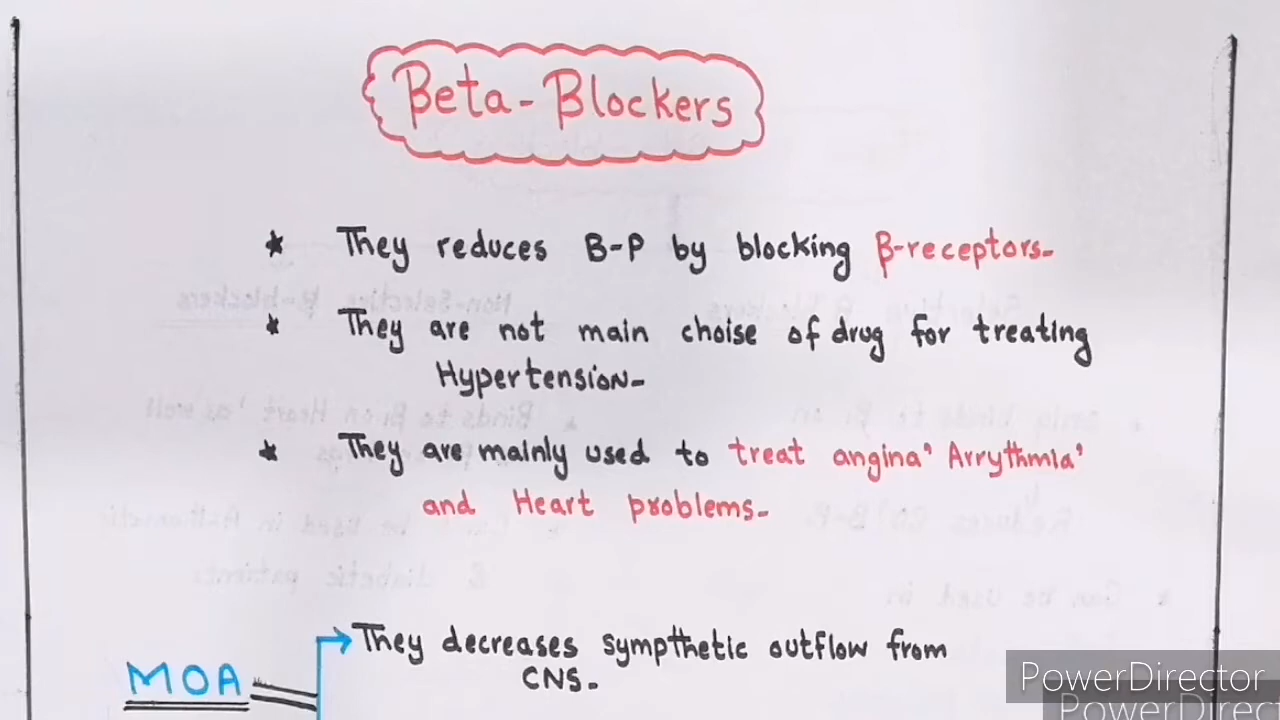 Beta-Blockers
* They reduces B-P by blocking β-receptors-
* They are not main choise of drug for treating
Hypertension-
* They are mainly used to treat angina, Arrythmia,
and Heart problems-
MOA
They decreases sympthetic outflow from
CNS-
PowerDirector
PowerDirect